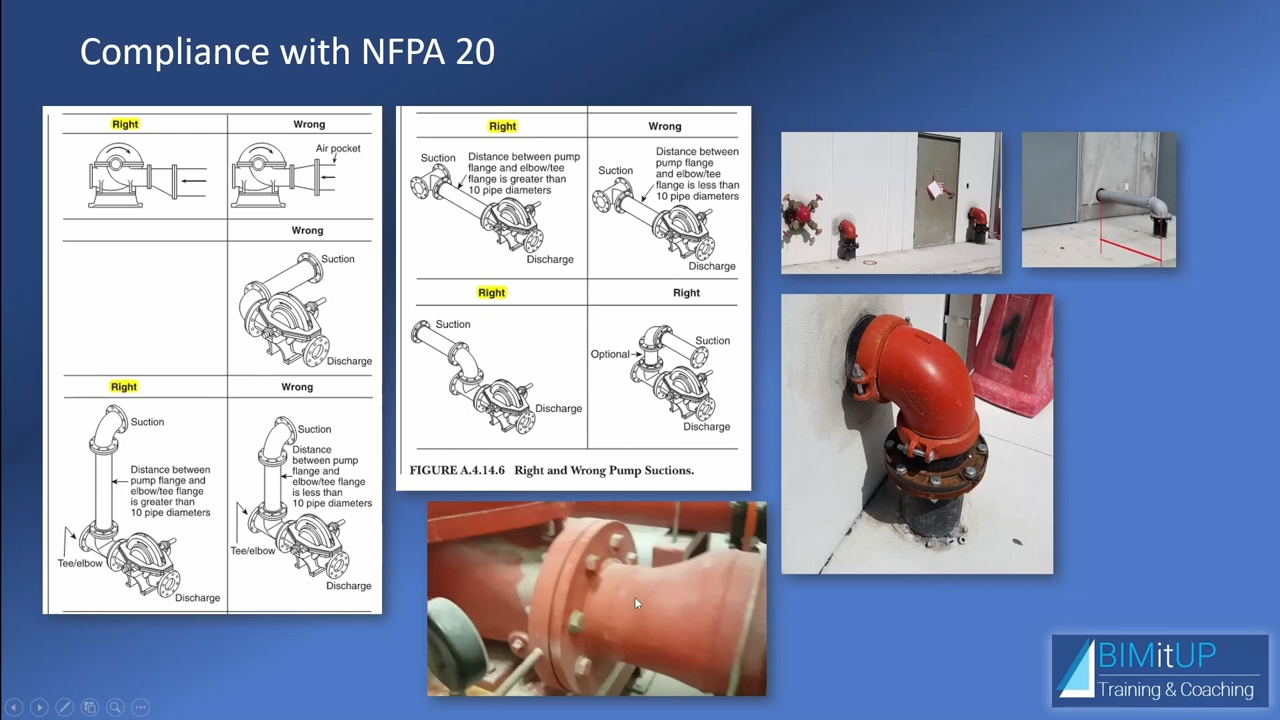 Compliance with NFPA 20
Right
Wrong
Air pocket
Wrong
Suction
Discharge
Right
Wrong
Suction
Distance between
pump flange and
elbow/tee flange
is greater than
10 pipe diameters
Tee/elbow
Discharge
Suction
Distance
between pump
flange and
elbow/tee flange
is less than
10 pipe diameters
Tee/elbow
Discharge
Right
Wrong
Suction
Distance between pump
flange and elbow/tee
flange is greater than
10 pipe diameters
Discharge
Suction
Distance between
pump flange
and elbow/tee
flange is less than
10 pipe diameters
Discharge
Right
Right
Suction
Discharge
Optional
Suction
Discharge
FIGURE A.4.14.6 Right and Wrong Pump Suctions.
1
BIMitUP
Training & Coaching